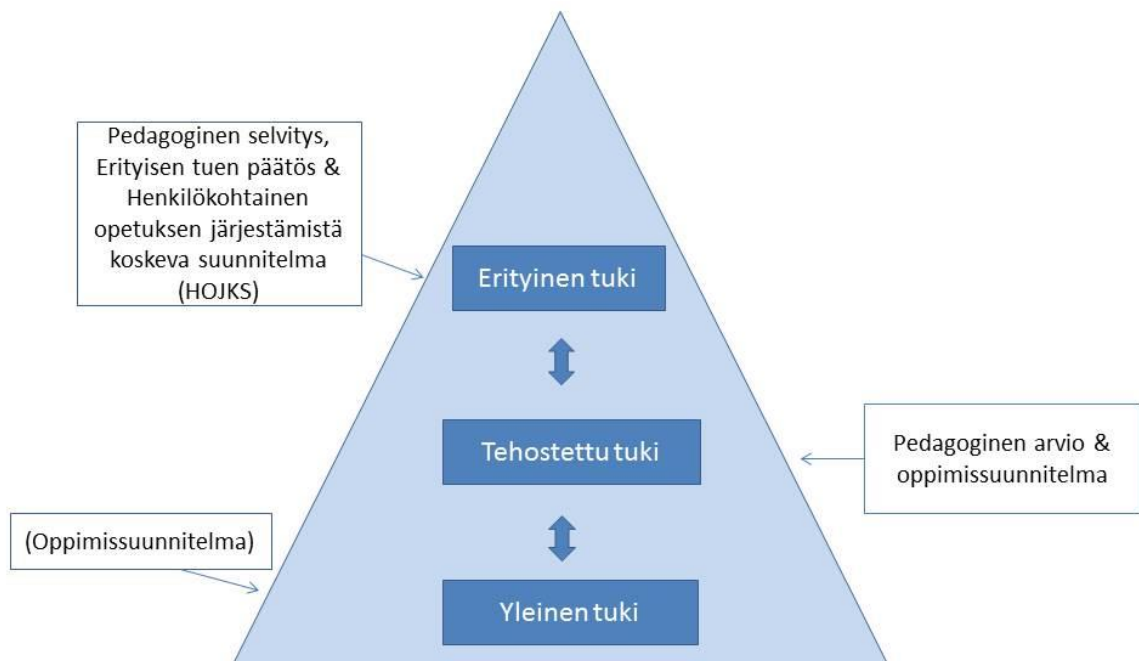 Pedagoginen selvitys,
Erityisen tuen päätös &
Henkilökohtainen
opetuksen järjestämistä
koskeva suunnitelma
(HOJKS)
Erityinen tuki
Tehostettu tuki
Pedagoginen arvio &
oppimissuunnitelma
(Oppimissuunnitelma)
Yleinen tuki